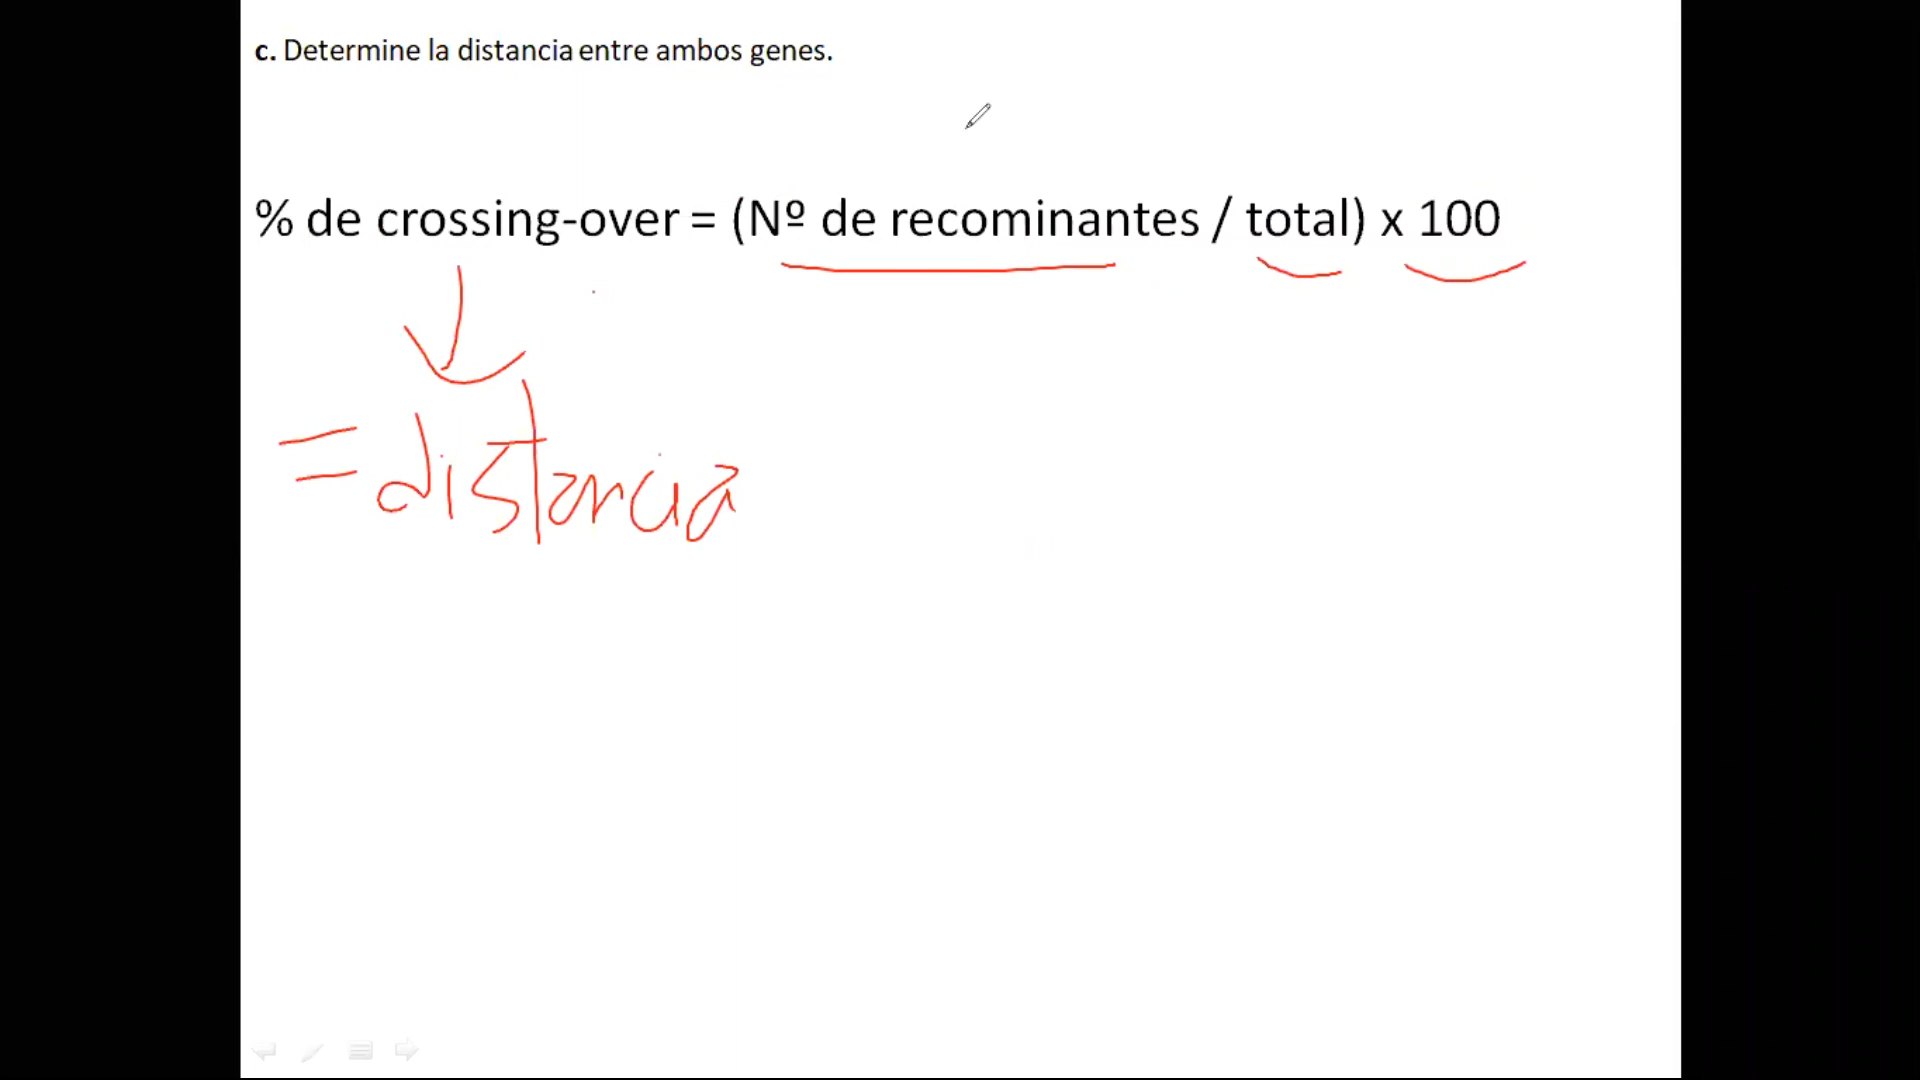 c. Determine la distancia entre ambos genes.
% de crossing-over = (Nº de recominantes / total) x 100
= distancia